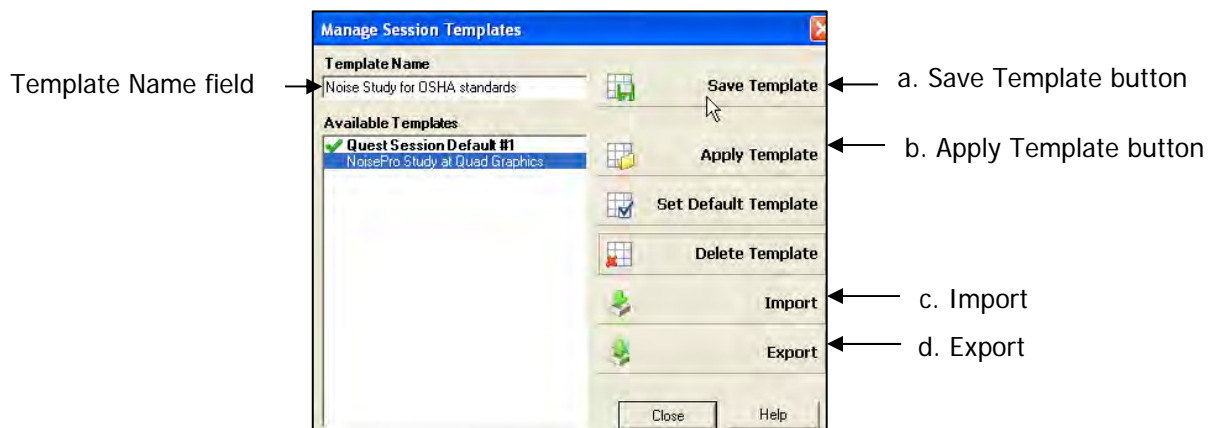 Manage Session Templates
Template Name
Template Name field
Noise Study for OSHA standards
Save Template
a. Save Template button
Available Templates
Quest Session Default #1
NoisePro Study at Quad Graphics
Apply Template
b. Apply Template button
Set Default Template
Delete Template
Import
c. Import
Export
d. Export
Close
Help